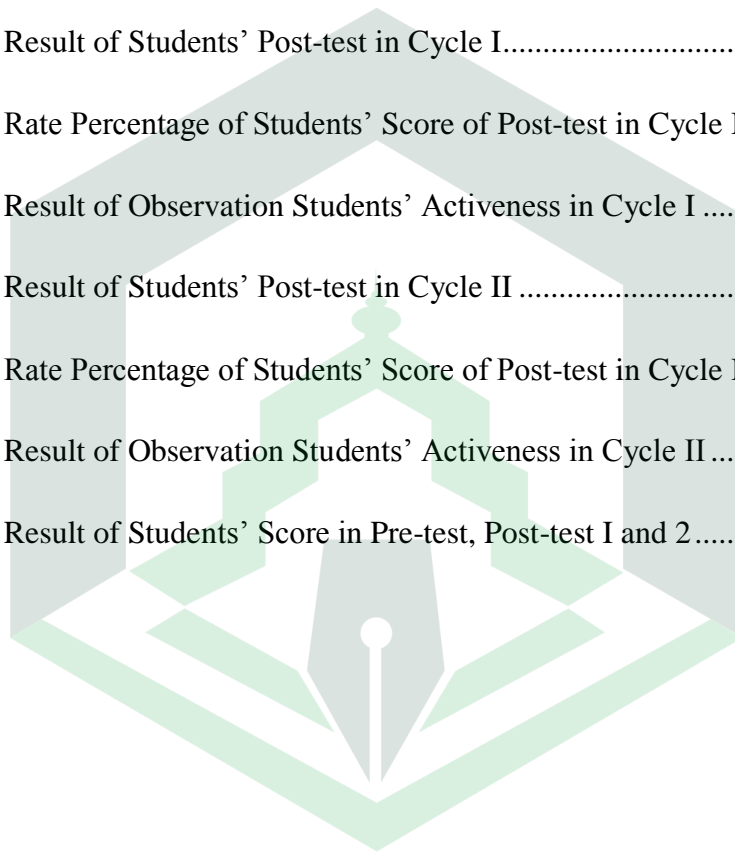 Result of Students’ Post-test in Cycle I.............................
Rate Percentage of Students’ Score of Post-test in Cycle I
Result of Observation Students’ Activeness in Cycle I ....
Result of Students’ Post-test in Cycle II ...........................
Rate Percentage of Students’ Score of Post-test in Cycle I
Result of Observation Students’ Activeness in Cycle II ...
Result of Students’ Score in Pre-test, Post-test I and 2.....